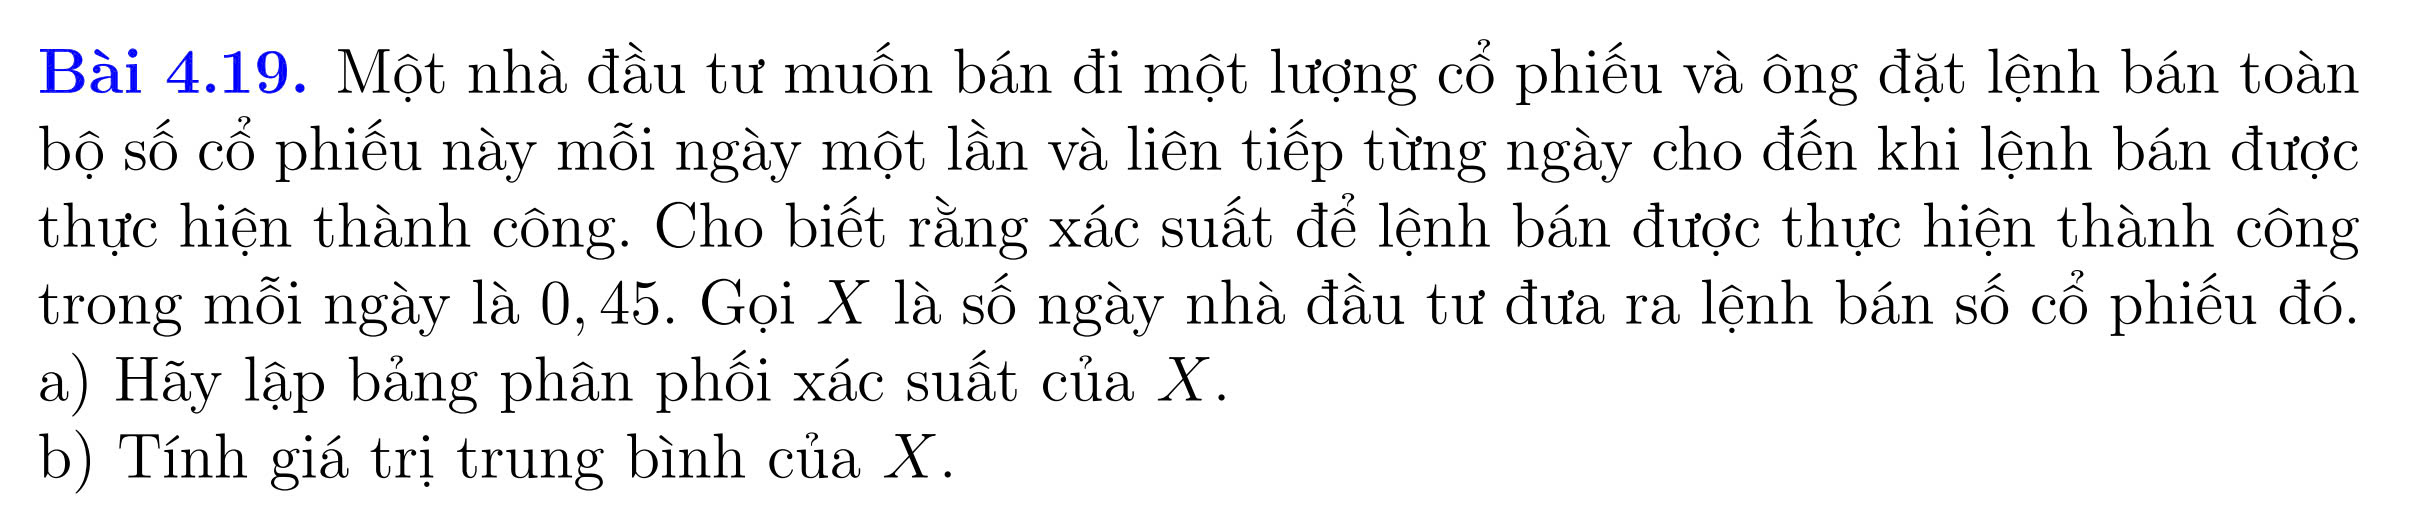 Bài 4.19. Một nhà đầu tư muốn bán đi một lượng cổ phiếu và ông đặt lệnh bán toàn
bộ số cổ phiếu này mỗi ngày một lần và liên tiếp từng ngày cho đến khi lệnh bán được
thực hiện thành công. Cho biết rằng xác suất để lệnh bán được thực hiện thành công
trong mỗi ngày là 0, 45. Gọi X là số ngày nhà đầu tư đưa ra lệnh bán số cổ phiếu đó.
a) Hãy lập bảng phân phối xác suất của X.
b) Tính giá trị trung bình của X.